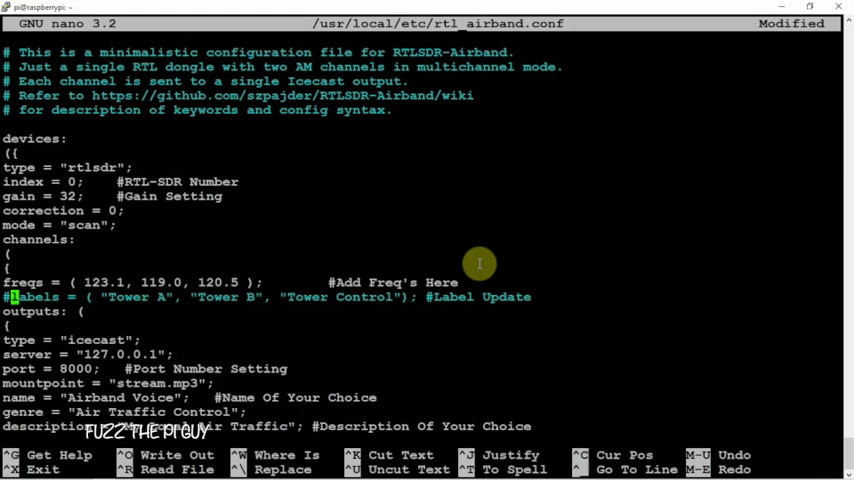 pi@raspberrypi: ~
GNU nano 3.2 /usr/local/etc/rtl_airband.conf Modified
# This is a minimalistic configuration file for RTLSDR-Airband.
# Just a single RTL dongle with two AM channels in multichannel mode.
# Each channel is sent to a single Icecast output.
# Refer to https://github.com/szpajder/RTLSDR-Airband/wiki
# for description of keywords and config syntax.
devices:
({
type = "rtlsdr";
index = 0; #RTL-SDR Number
gain = 32; #Gain Setting
correction = 0;
mode = "scan";
channels:
(
{
freqs = ( 123.1, 119.0, 120.5 ); #Add Freq's Here
#labels = ( "Tower A", "Tower B", "Tower Control"); #Label Update
outputs: (
{
type = "icecast";
server = "127.0.0.1";
port = 8000; #Port Number Setting
mountpoint = "stream.mp3";
name = "Airband Voice"; #Name Of Your Choice
genre = "Air Traffic Control";
description = "My Local Air Traffic"; #Description Of Your Choice
FUZZ THE PI GUY
^G Get Help ^O Write Out ^W Where Is ^K Cut Text ^J Justify ^C Cur Pos M-U Undo
^X Exit ^R Read File ^\ Replace ^U Uncut Text ^T To Spell ^_ Go To Line M-E Redo